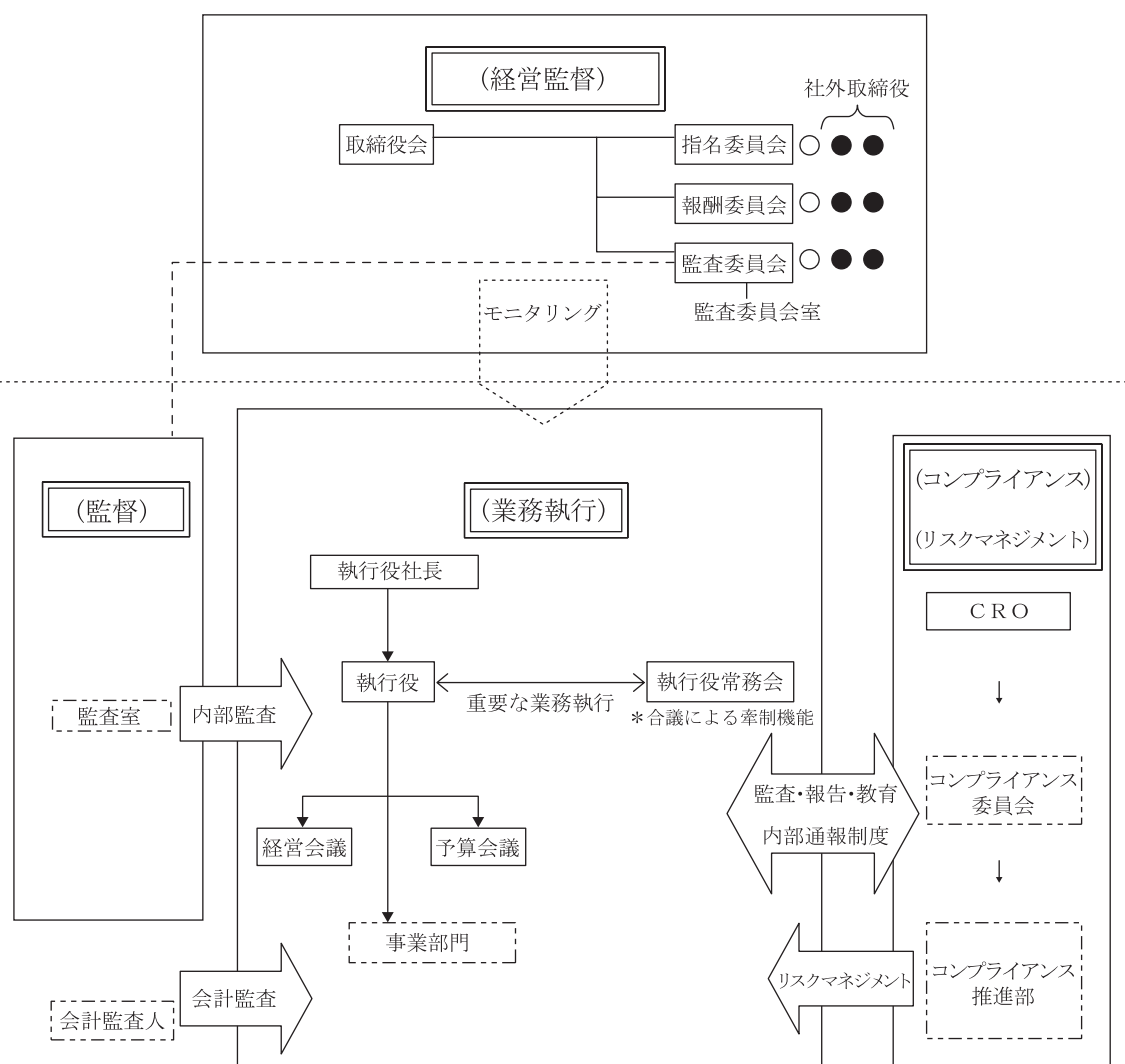 (経営監督)
社外取締役
取締役会
指名委員会
報酬委員会
監査委員会
監査委員会室
モニタリング
(監督)
(業務執行)
(コンプライアンス)
(リスクマネジメント)
執行役社長
CRO
執行役
重要な業務執行
執行役常務会
＊合議による牽制機能
監査室
内部監査
監査・報告・教育
内部通報制度
コンプライアンス
委員会
経営会議
予算会議
事業部門
会計監査
会計監査人
リスクマネジメント
コンプライアンス
推進部